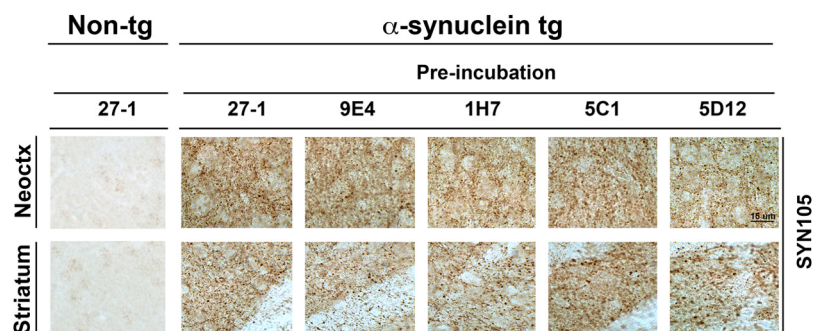 Non-tg α-synuclein tg
Pre-incubation
27-1 27-1 9E4 1H7 5C1 5D12
Neoctx
15 um
SYN105
Striatum